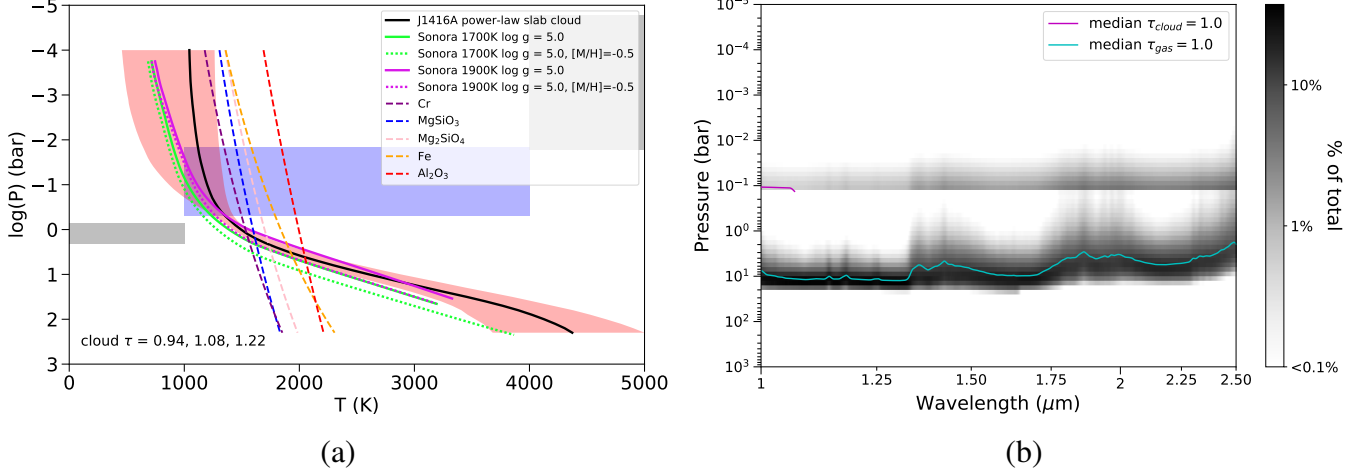 −5
−4
−3
−2
−1
0
1
2
3
log(P) (bar)
J1416A power-law slab cloud
Sonora 1700K log g = 5.0
Sonora 1700K log g = 5.0, [M/H]=-0.5
Sonora 1900K log g = 5.0
Sonora 1900K log g = 5.0, [M/H]=-0.5
Cr
MgSiO₃
Mg₂SiO₄
Fe
Al₂O₃
cloud τ = 0.94, 1.08, 1.22
0 1000 2000 3000 4000 5000
T (K)
(a)
10⁻⁵
10⁻⁴
10⁻³
10⁻²
10⁻¹
10⁰
10¹
10²
10³
Pressure (bar)
median τcloud = 1.0
median τgas = 1.0
1 1.25 1.50 1.75 2 2.25 2.50
Wavelength (μm)
10%
1%
<0.1%
% of total
(b)